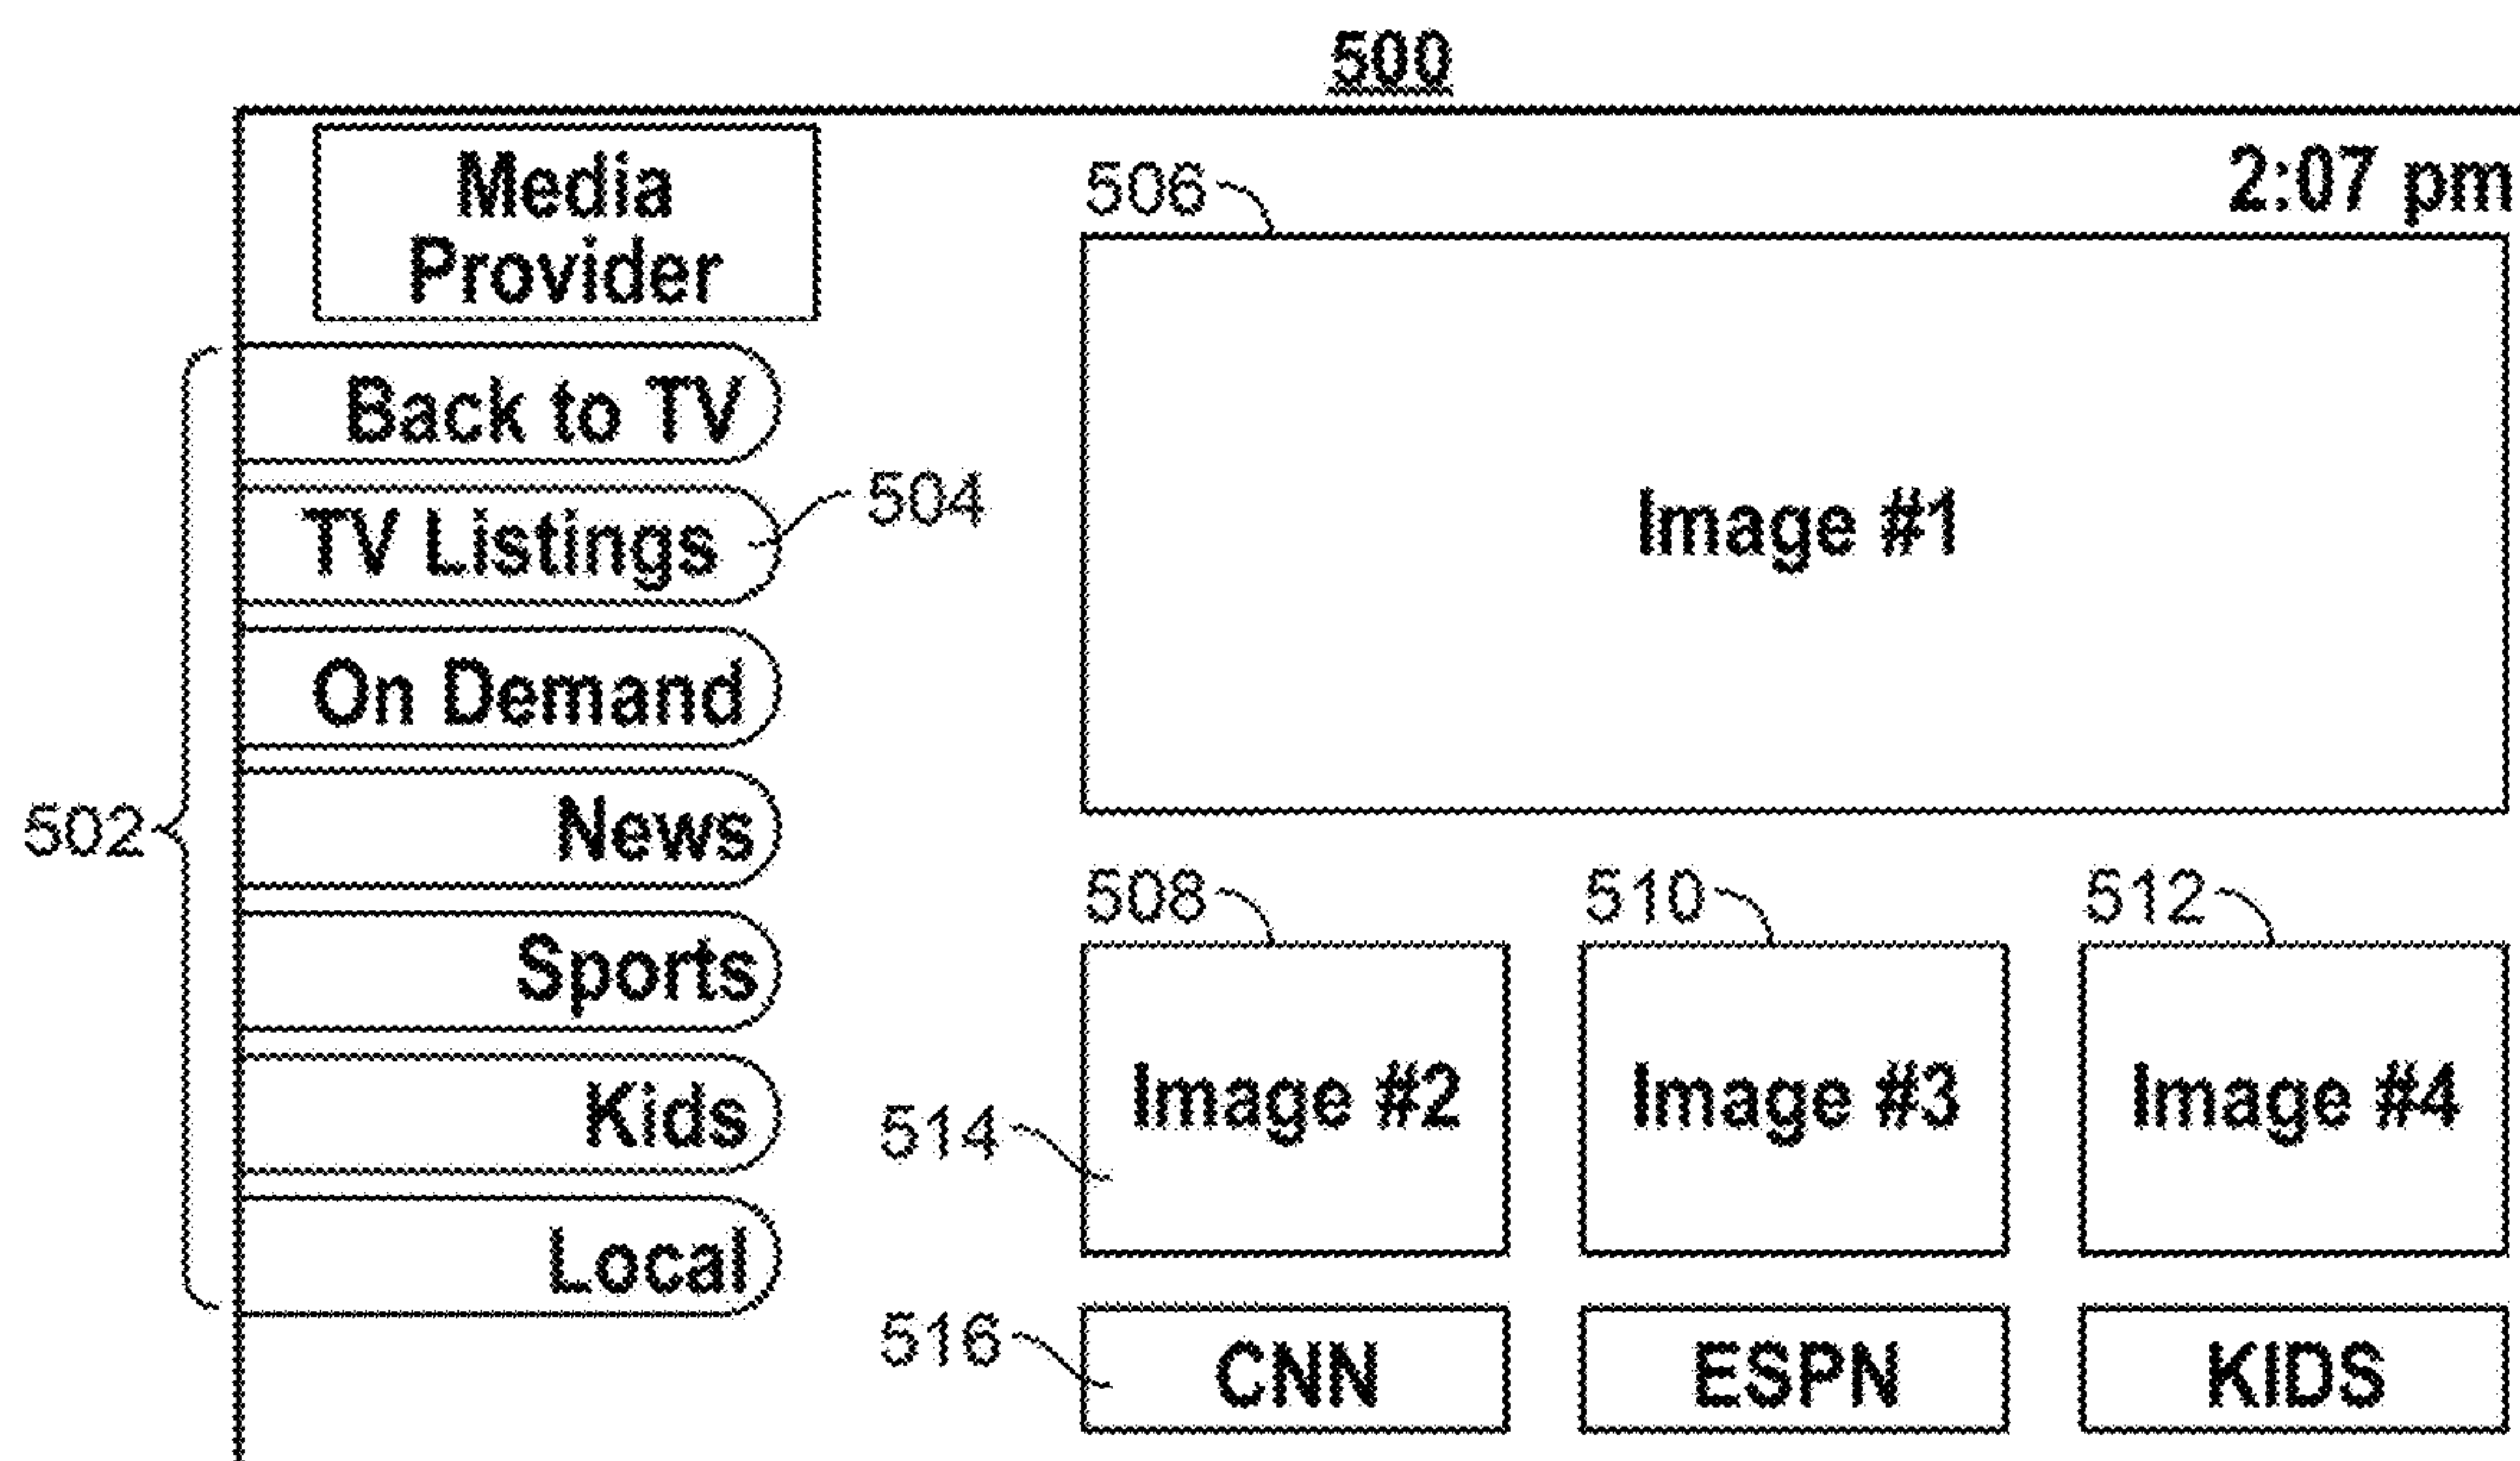 500
Media
Provider
2:07 pm
506
Back to TV
504
TV Listings
Image #1
On Demand
502
News
508
510
512
Sports
Kids
514
Image #2
Image #3
Image #4
Local
516
CNN
ESPN
KIDS